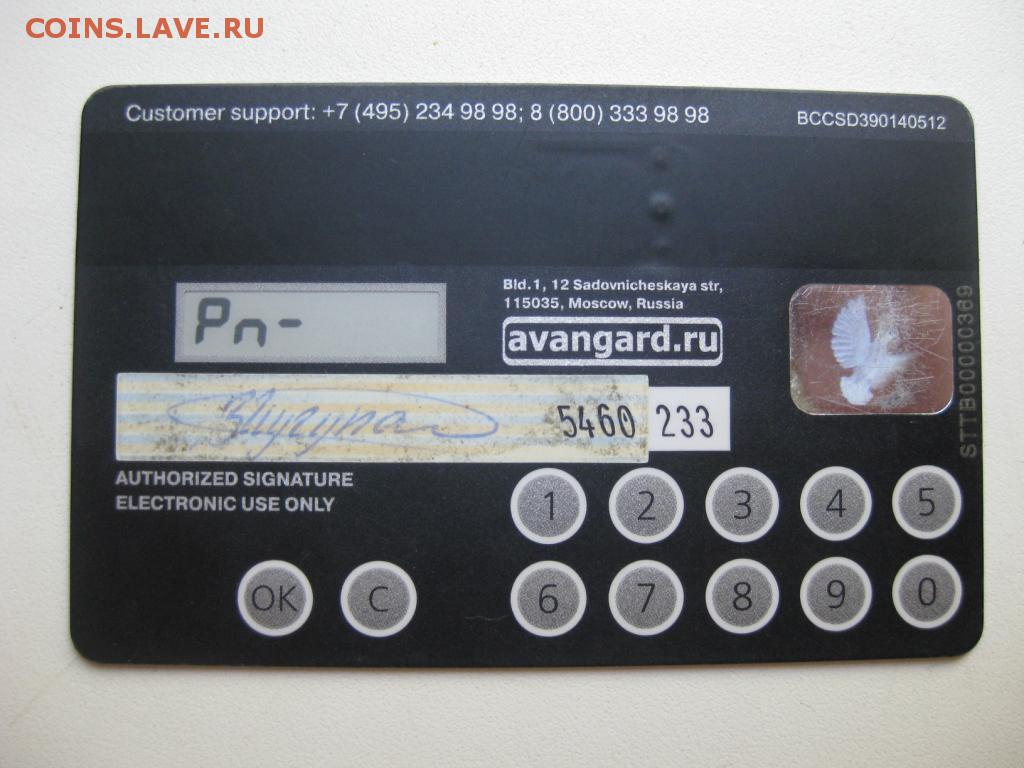 COINS.LAVE.RU
Customer support: +7 (495) 234 98 98; 8 (800) 333 98 98
BCCSD390140512
Bld.1, 12 Sadovnicheskaya str,
115035, Moscow, Russia
Pn-
avangard.ru
STTB00000369
5460 233
AUTHORIZED SIGNATURE
ELECTRONIC USE ONLY
1 2 3 4 5
OK C 6 7 8 9 0